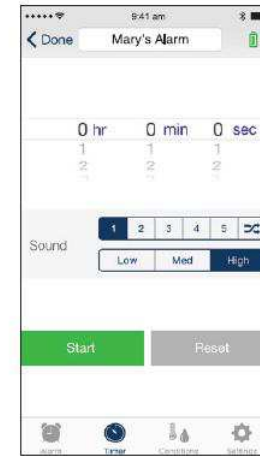 9:41 am
Done Mary's Alarm
0 hr 0 min 0 sec
1 1 1
2 2 2
Sound 1 2 3 4 5
Low Med High
Start Reset
Alarm Timer Conditions Settings